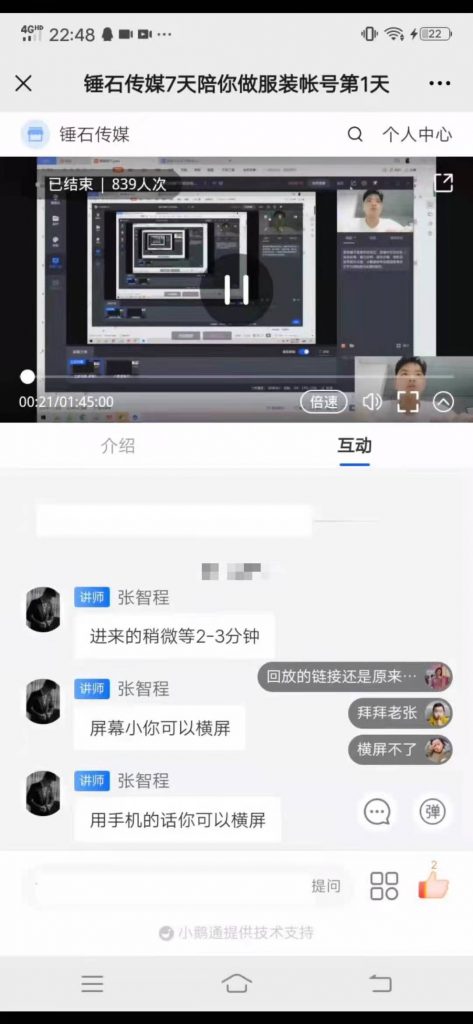 4G HD 22:48 22
锤石传媒7天陪你做服装帐号第1天
锤石传媒 个人中心
已结束 | 839人次
00:21/01:45:00 倍速
介绍 互动
讲师 张智程
进来的稍微等2-3分钟
回放的链接还是原来…
讲师 张智程
拜拜老张
屏幕小你可以横屏
横屏不了
讲师 张智程
弹
用手机的话你可以横屏
2
提问
小鹅通提供技术支持